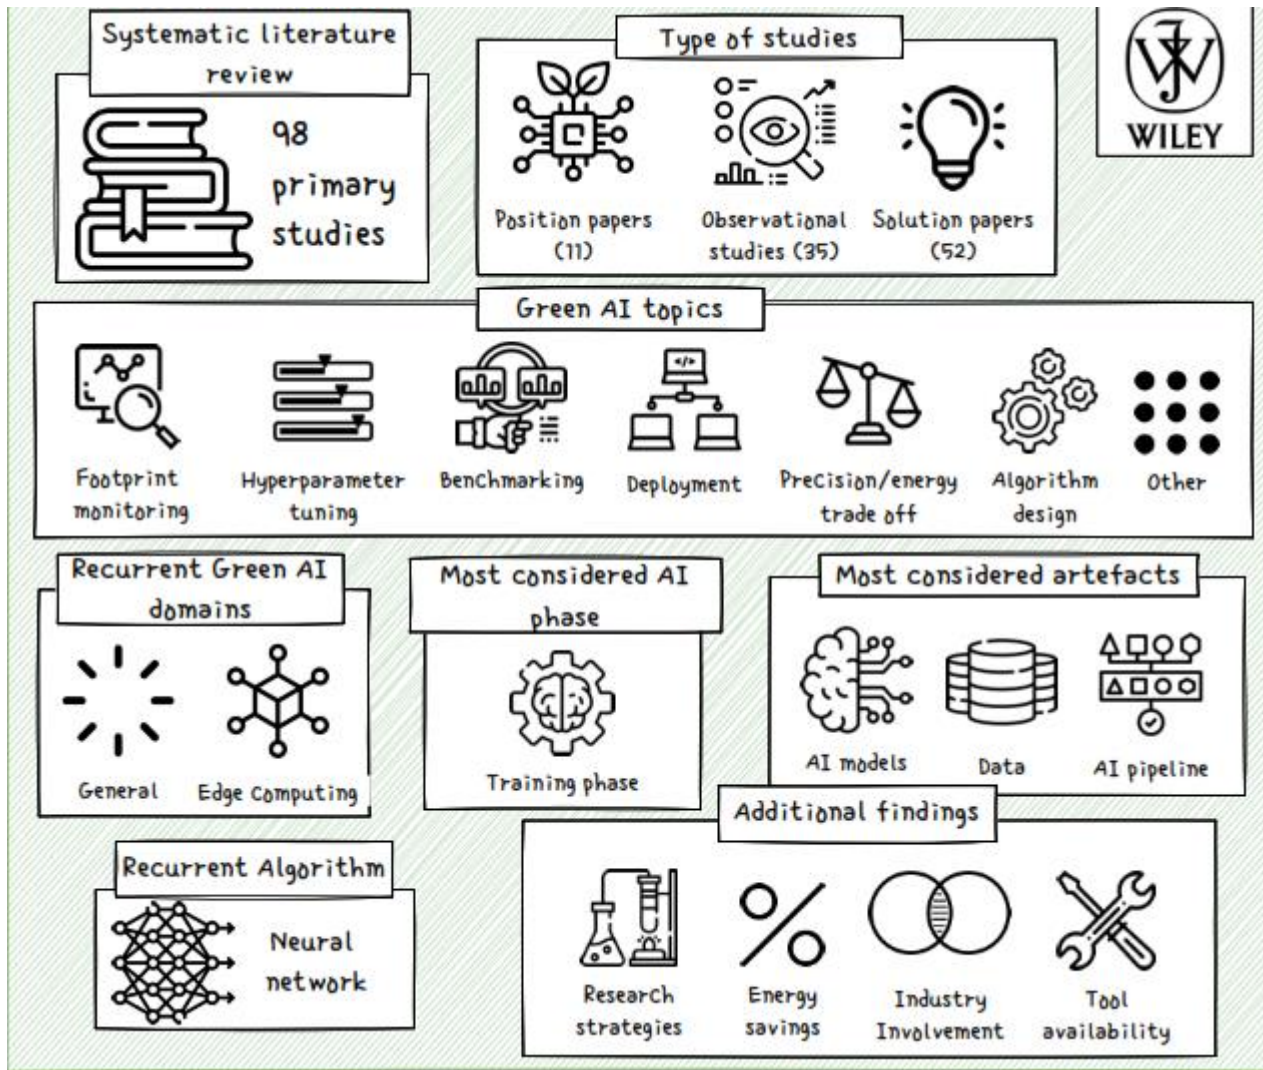 Systematic literature
review
98
primary
studies
Type of studies
Position papers
(11)
Observational
studies (35)
Solution papers
(52)
WILEY
Green AI topics
Footprint
monitoring
Hyperparameter
tuning
Benchmarking
Deployment
Precision/energy
trade off
Algorithm
design
Other
Recurrent Green AI
domains
General
Edge Computing
Most considered AI
phase
Training phase
Most considered artefacts
AI models
Data
AI pipeline
Recurrent Algorithm
Neural
network
Additional findings
Research
strategies
Energy
savings
Industry
Involvement
Tool
availability